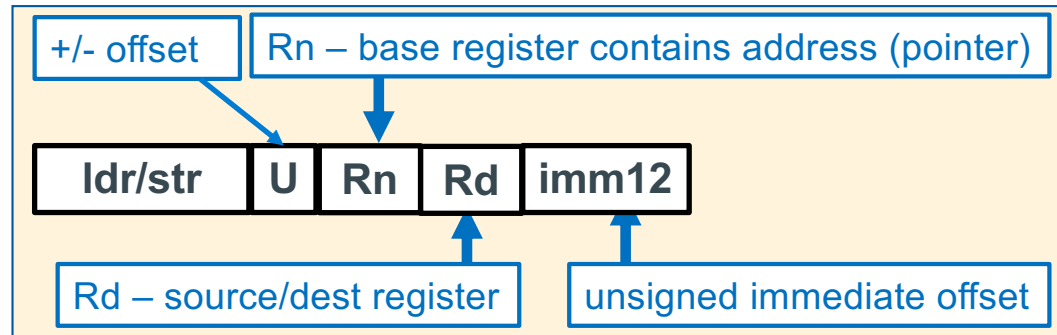 +/- offset
Rn – base register contains address (pointer)
ldr/str U Rn Rd imm12
Rd – source/dest register
unsigned immediate offset